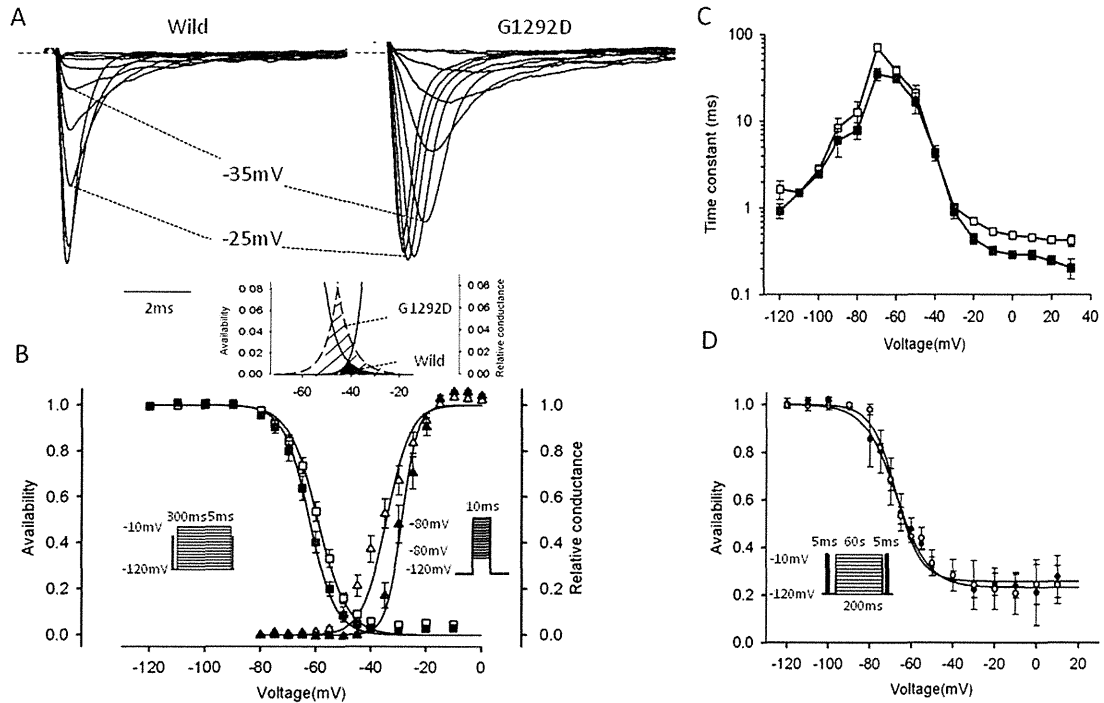 A
Wild
G1292D
-35mV
-25mV
2ms
0 08
0 06
0 04
0 02
0 00
Availability
0 08
0 06
0 04
0 02
0 00
Relative conductance
G1292D
Wild
-60
-40
-20
B
1.0
0.8
0.6
0.4
0.2
0.0
Availability
1.0
0.8
0.6
0.4
0.2
0.0
Relative conductance
300ms5ms
-10mV
-120mV
10ms
-80mV
-80mV
-120mV
-120
-100
-80
-60
-40
-20
0
Voltage(mV)
C
100
10
1
0.1
Time constant (ms)
-120
-100
-80
-60
-40
-20
0
20
40
Voltage(mV)
D
1.0
0.8
0.6
0.4
0.2
0.0
Availability
5ms 60s 5ms
-10mV
-120mV
200ms
-120
-100
-80
-60
-40
-20
0
20
Voltage(mV)